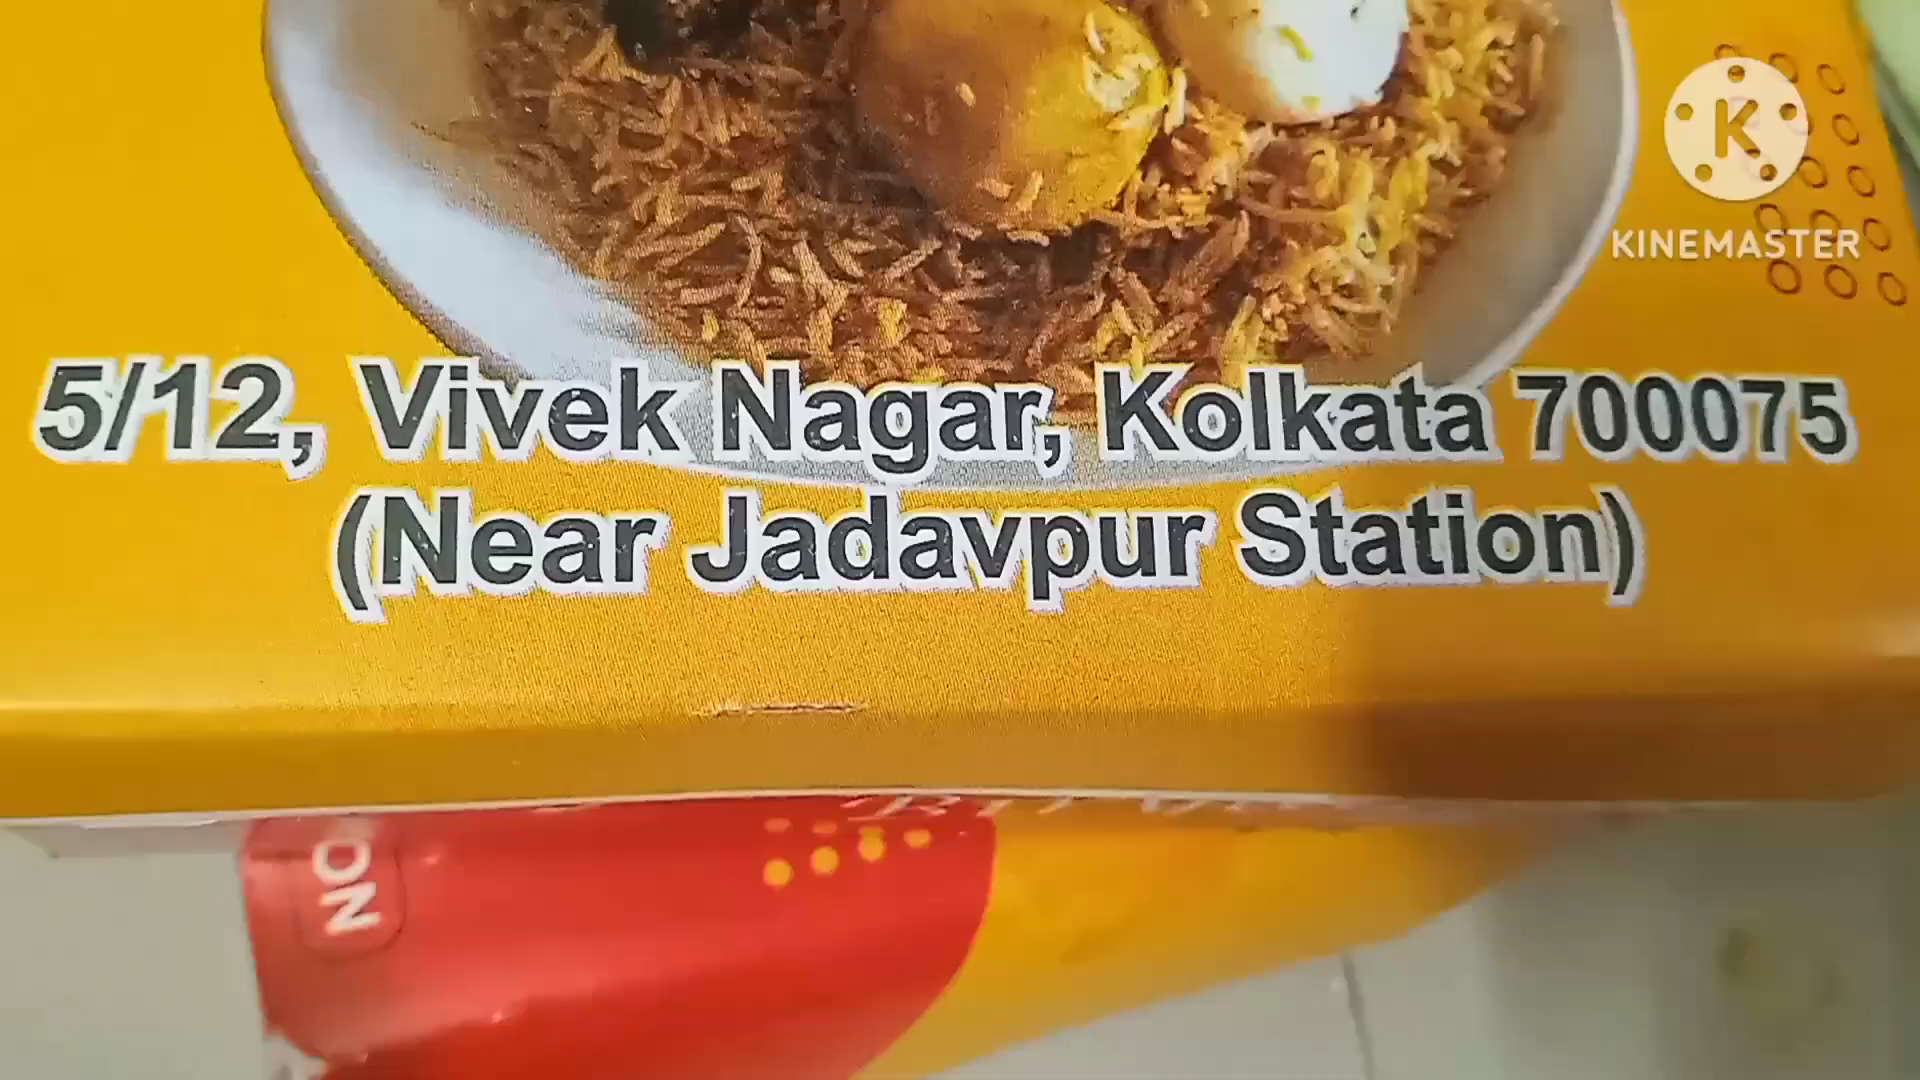 K
KINEMASTER
5/12, Vivek Nagar, Kolkata 700075
(Near Jadavpur Station)